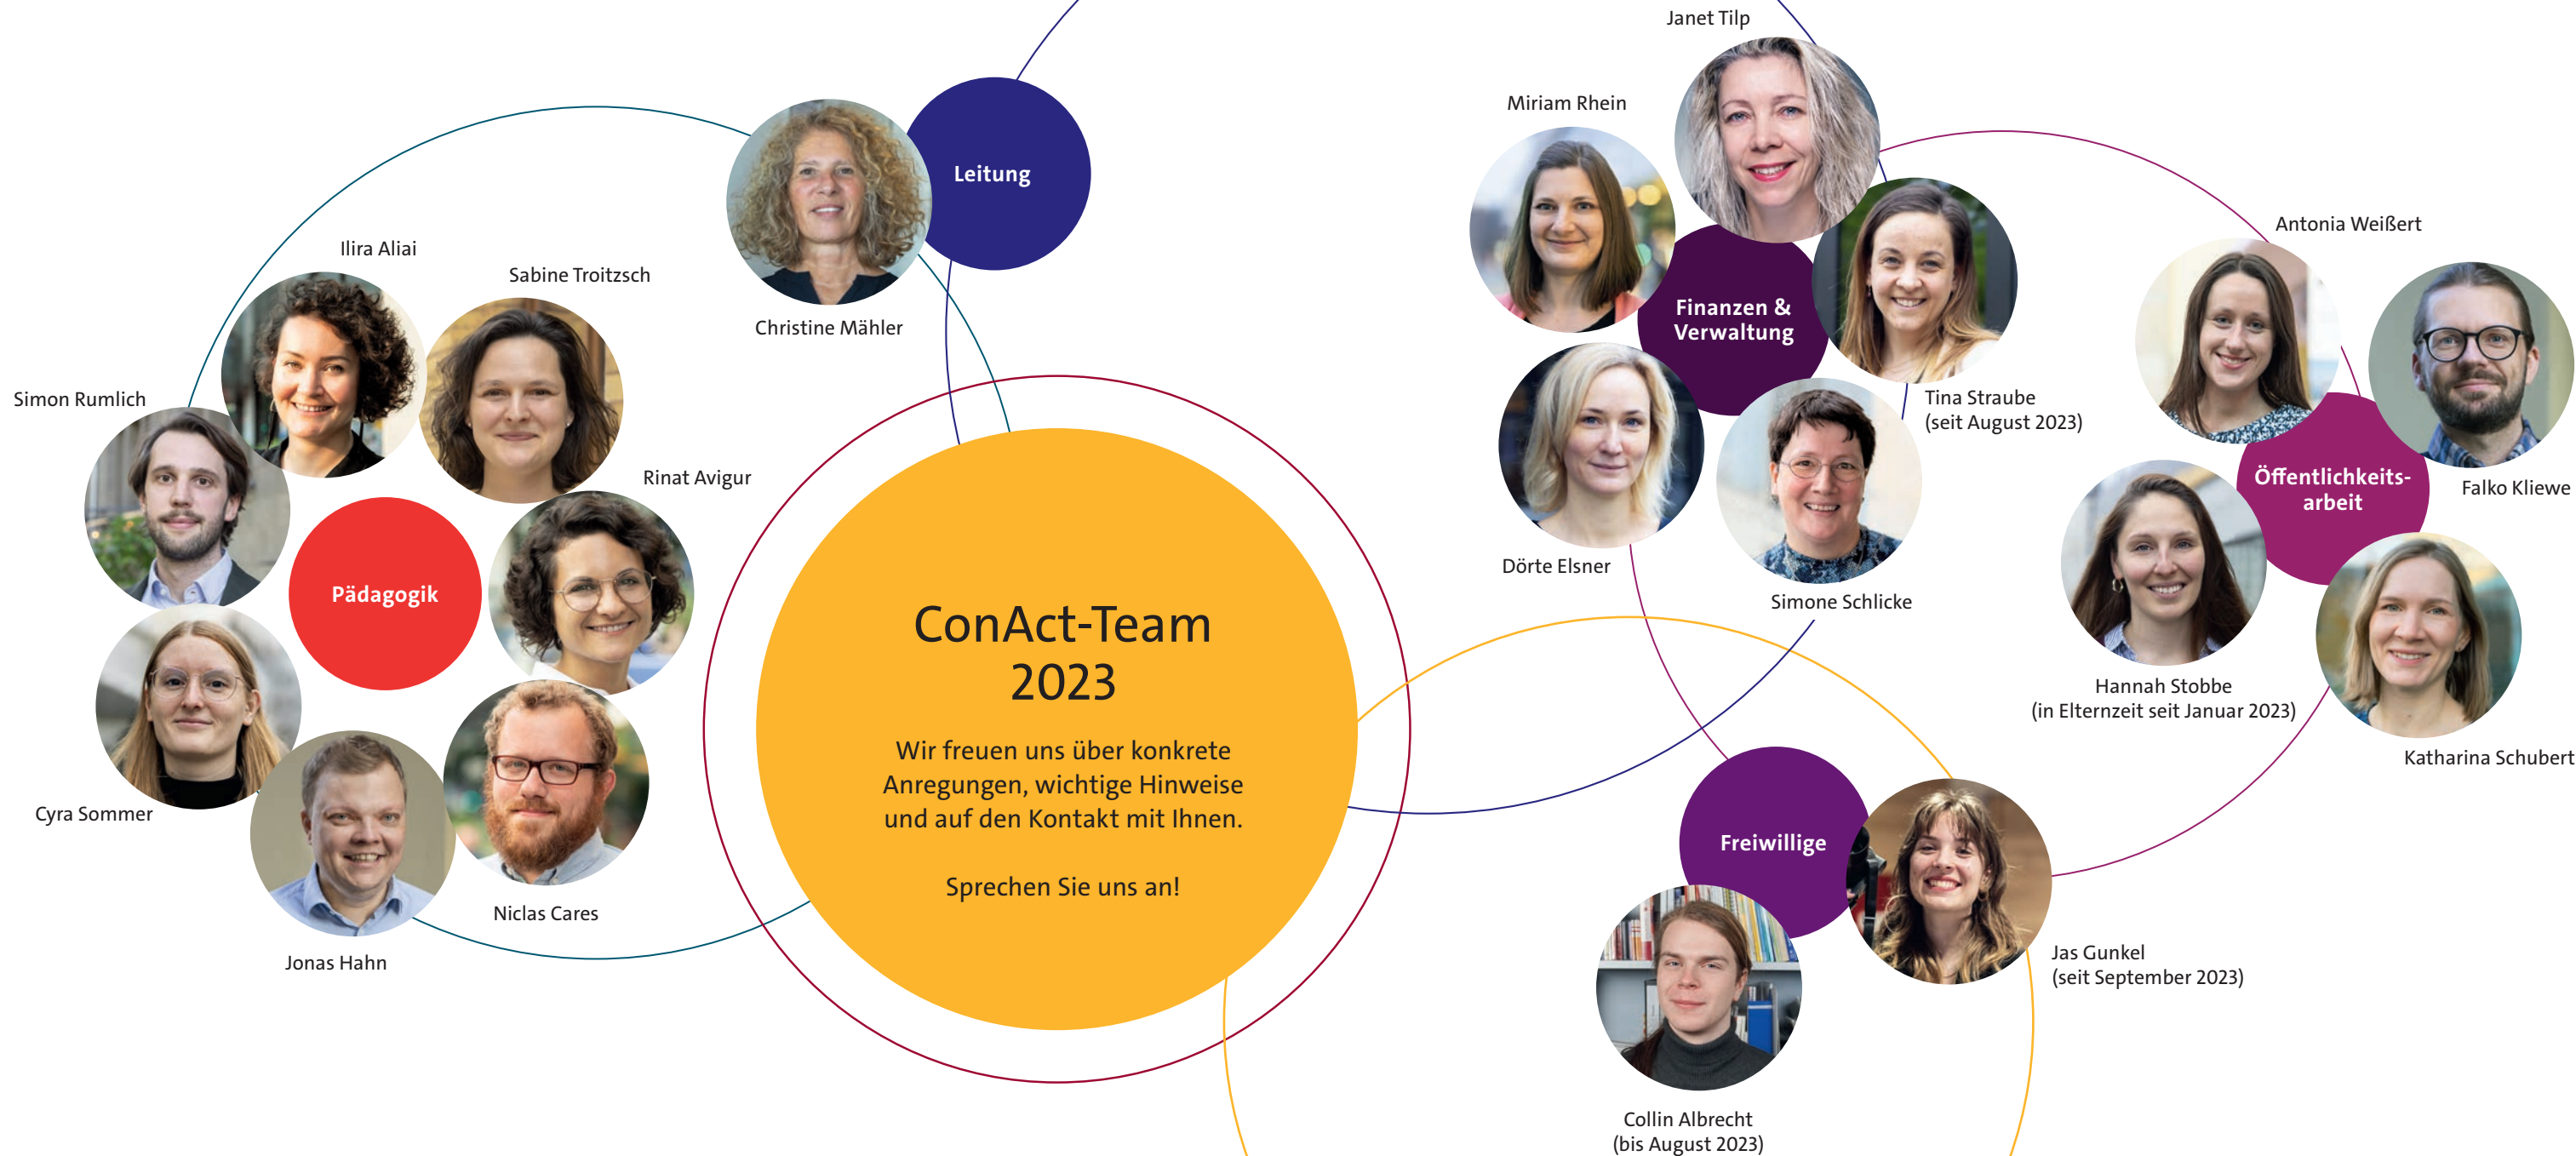 Janet Tilp
Miriam Rhein
Leitung
Christine Mähler
Ilira Aliai
Sabine Troitzsch
Simon Rumlich
Rinat Avigur
Pädagogik
Cyra Sommer
Niclas Cares
Jonas Hahn
ConAct-Team
2023
Wir freuen uns über konkrete
Anregungen, wichtige Hinweise
und auf den Kontakt mit Ihnen.
Sprechen Sie uns an!
Finanzen &
Verwaltung
Tina Straube
(seit August 2023)
Dörte Elsner
Simone Schlicke
Antonia Weißert
Öffentlichkeits-
arbeit
Falko Kliewe
Hannah Stobbe
(in Elternzeit seit Januar 2023)
Katharina Schubert
Freiwillige
Jas Gunkel
(seit September 2023)
Collin Albrecht
(bis August 2023)